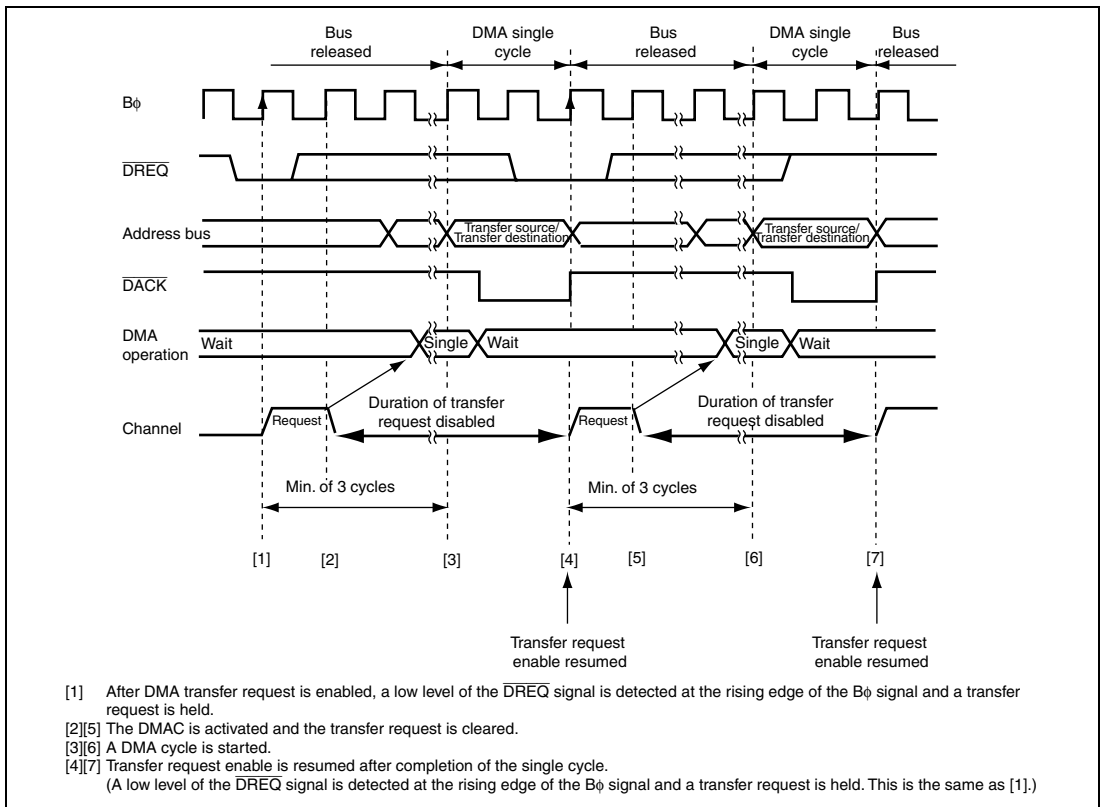 Bus released
DMA single cycle
Bus released
DMA single cycle
Bus released
Bφ
DREQ
Address bus
Transfer source/
Transfer destination
Transfer source/
Transfer destination
DACK
DMA operation
Wait
Single
Wait
Single
Wait
Channel
Request
Duration of transfer request disabled
Request
Duration of transfer request disabled
Min. of 3 cycles
Min. of 3 cycles
[1] [2] [3] [4] [5] [6] [7]
Transfer request enable resumed
Transfer request enable resumed
[1] After DMA transfer request is enabled, a low level of the DREQ signal is detected at the rising edge of the Bφ signal and a transfer
request is held.
[2][5] The DMAC is activated and the transfer request is cleared.
[3][6] A DMA cycle is started.
[4][7] Transfer request enable is resumed after completion of the single cycle.
(A low level of the DREQ signal is detected at the rising edge of the Bφ signal and a transfer request is held. This is the same as [1].)